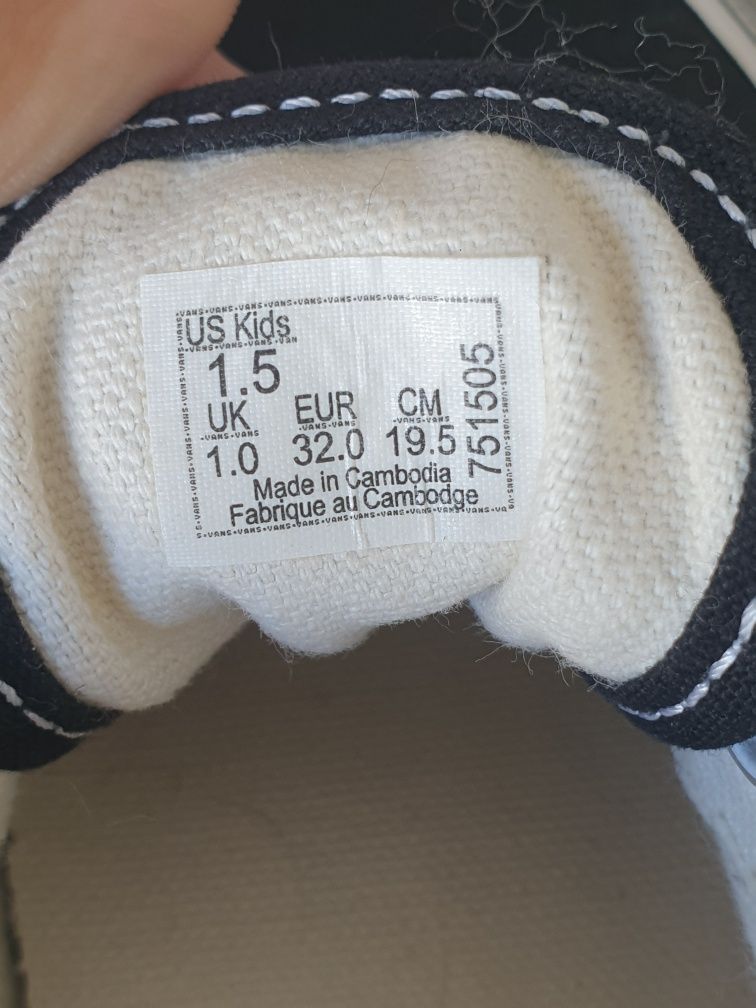 US Kids
1.5
UK EUR CM
1.0 32.0 19.5
751505
Made in Cambodia
Fabrique au Cambodge